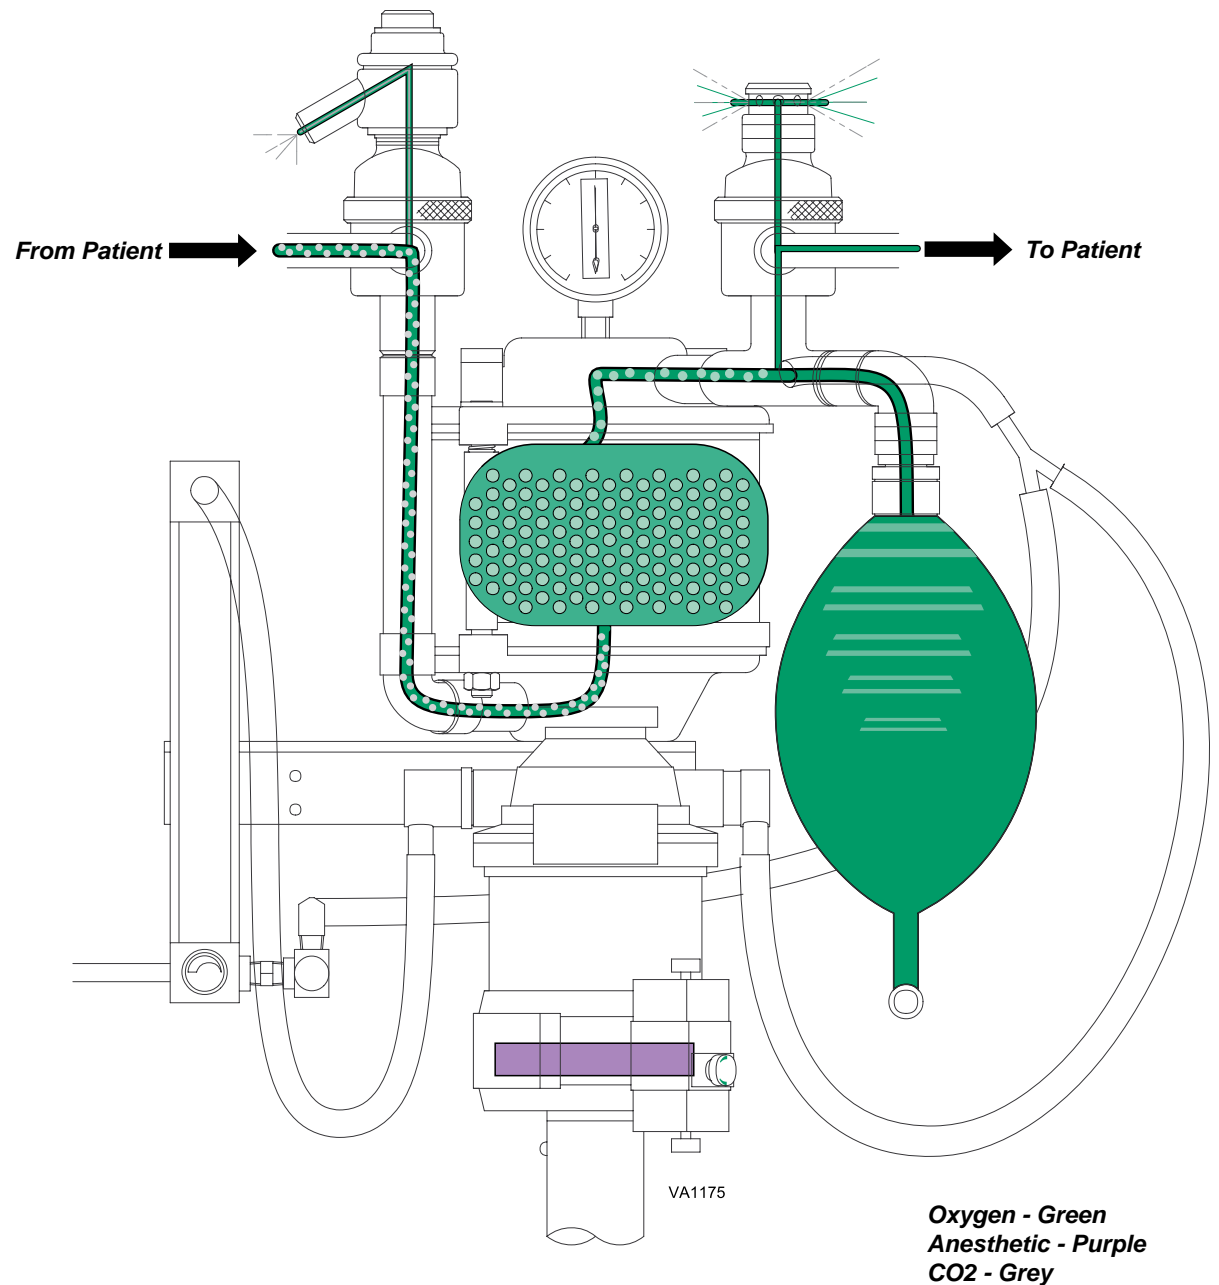 From Patient
To Patient
VA1175
Oxygen - Green
Anesthetic - Purple
CO2 - Grey